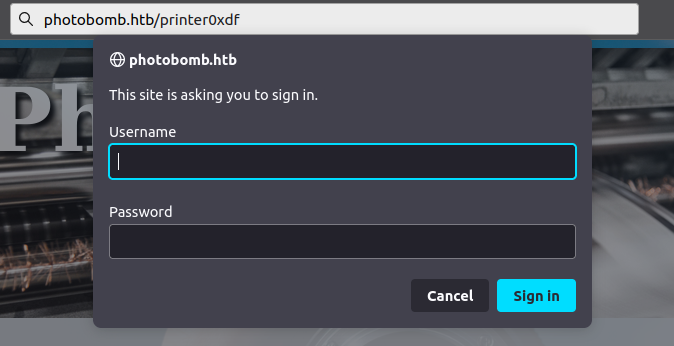 photobomb.htb/printer0xdf
Ph
photobomb.htb
This site is asking you to sign in.
Username
Password
Cancel Sign in